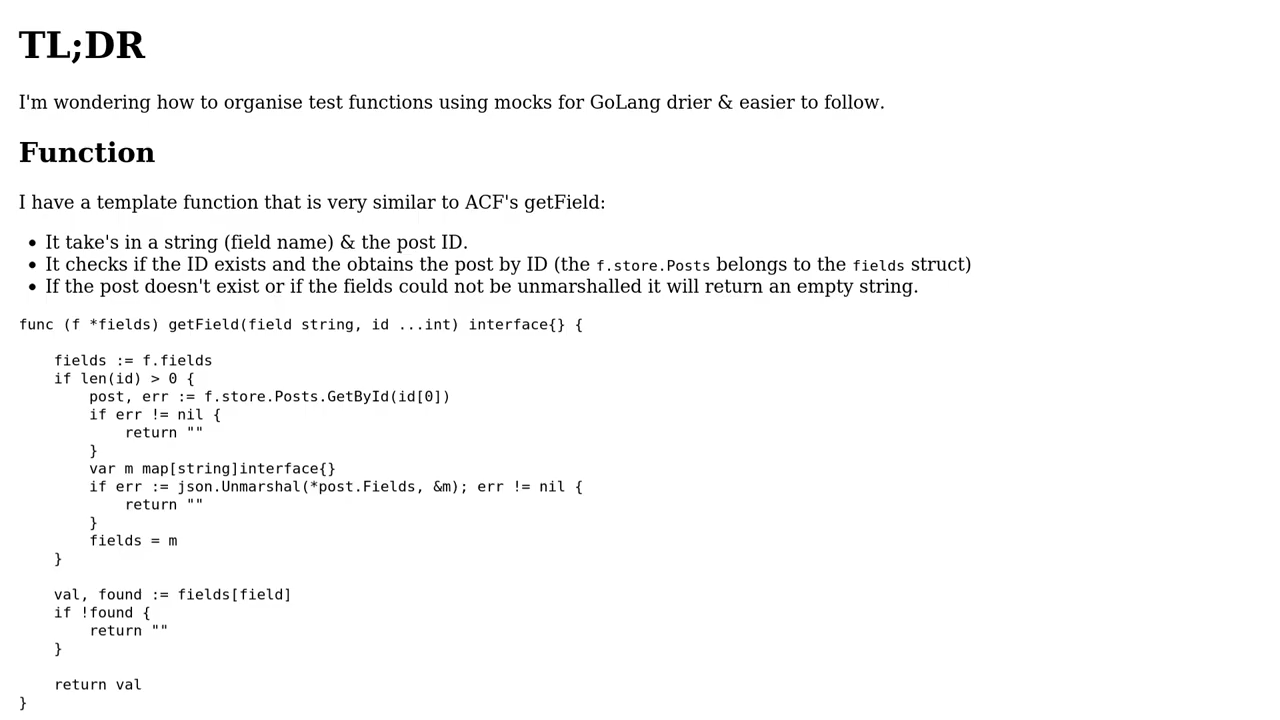 TL;DR
I'm wondering how to organise test functions using mocks for GoLang drier & easier to follow.
Function
I have a template function that is very similar to ACF's getField:
• It take's in a string (field name) & the post ID.
• It checks if the ID exists and the obtains the post by ID (the f.store.Posts belongs to the fields struct)
• If the post doesn't exist or if the fields could not be unmarshalled it will return an empty string.
func (f *fields) getField(field string, id ...int) interface{} {
    fields := f.fields
    if len(id) > 0 {
        post, err := f.store.Posts.GetById(id[0])
        if err != nil {
            return ""
        }
        var m map[string]interface{}
        if err := json.Unmarshal(*post.Fields, &m); err != nil {
            return ""
        }
        fields = m
    }
    val, found := fields[field]
    if !found {
        return ""
    }
    return val
}